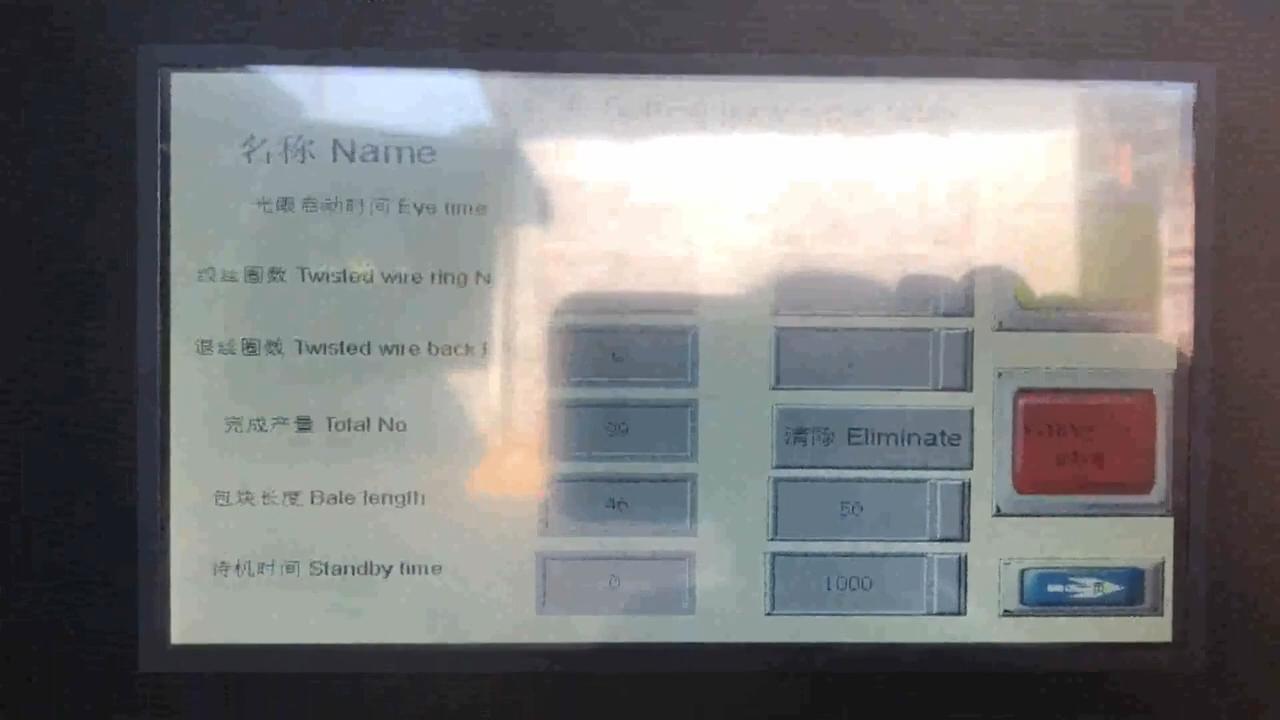 名称 Name
光眼启动时间 Eye time
绞丝圈数 Twisted wire ring N
退丝圈数 Twisted wire back
完成产量 Total No
99
清除 Eliminate
包块长度 Bale length
46
50
待机时间 Standby time
0
1000